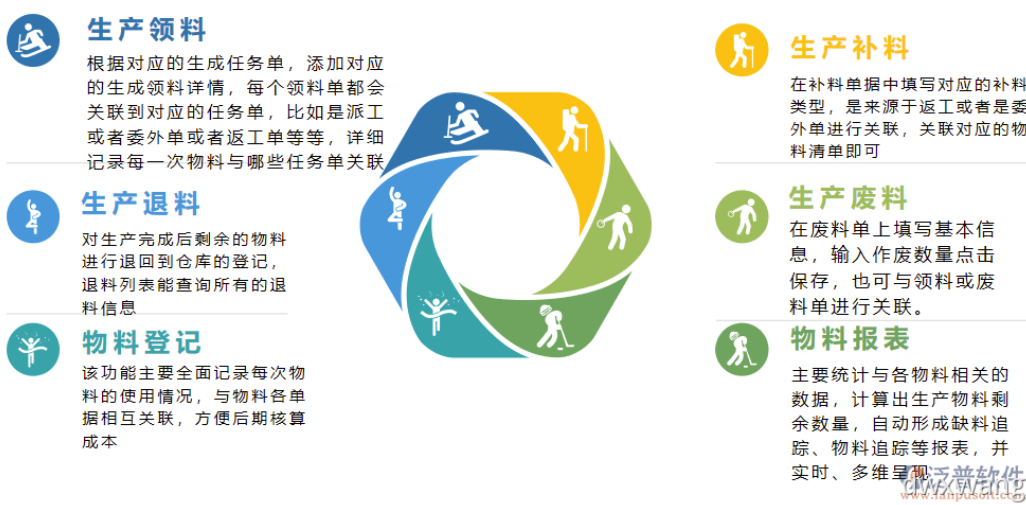 生产领料
根据对应的生成任务单，添加对应
的生成领料详情，每个领料单都会
关联到对应的任务单，比如是派工
或者委外单或者返工单等等，详细
记录每一次物料与哪些任务单关联
生产退料
对生产完成后剩余的物料
进行退回到仓库的登记，
退料列表能查询所有的退
料信息
物料登记
该功能主要全面记录每次物
料的使用情况，与物料各单
据相互关联，方便后期核算
成本
生产补料
在补料单据中填写对应的补料
类型，是来源于返工或者是委
外单进行关联，关联对应的物
料清单即可
生产废料
在废料单上填写基本信
息，输入作废数量点击
保存，也可与领料或废
料单进行关联。
物料报表
主要统计与各物料相关的
数据，计算出生产物料剩
余数量，自动形成缺料追
踪、物料追踪等报表，并
实时、多维呈现
泛普软件
dwxwang
www.fanpusoft.com